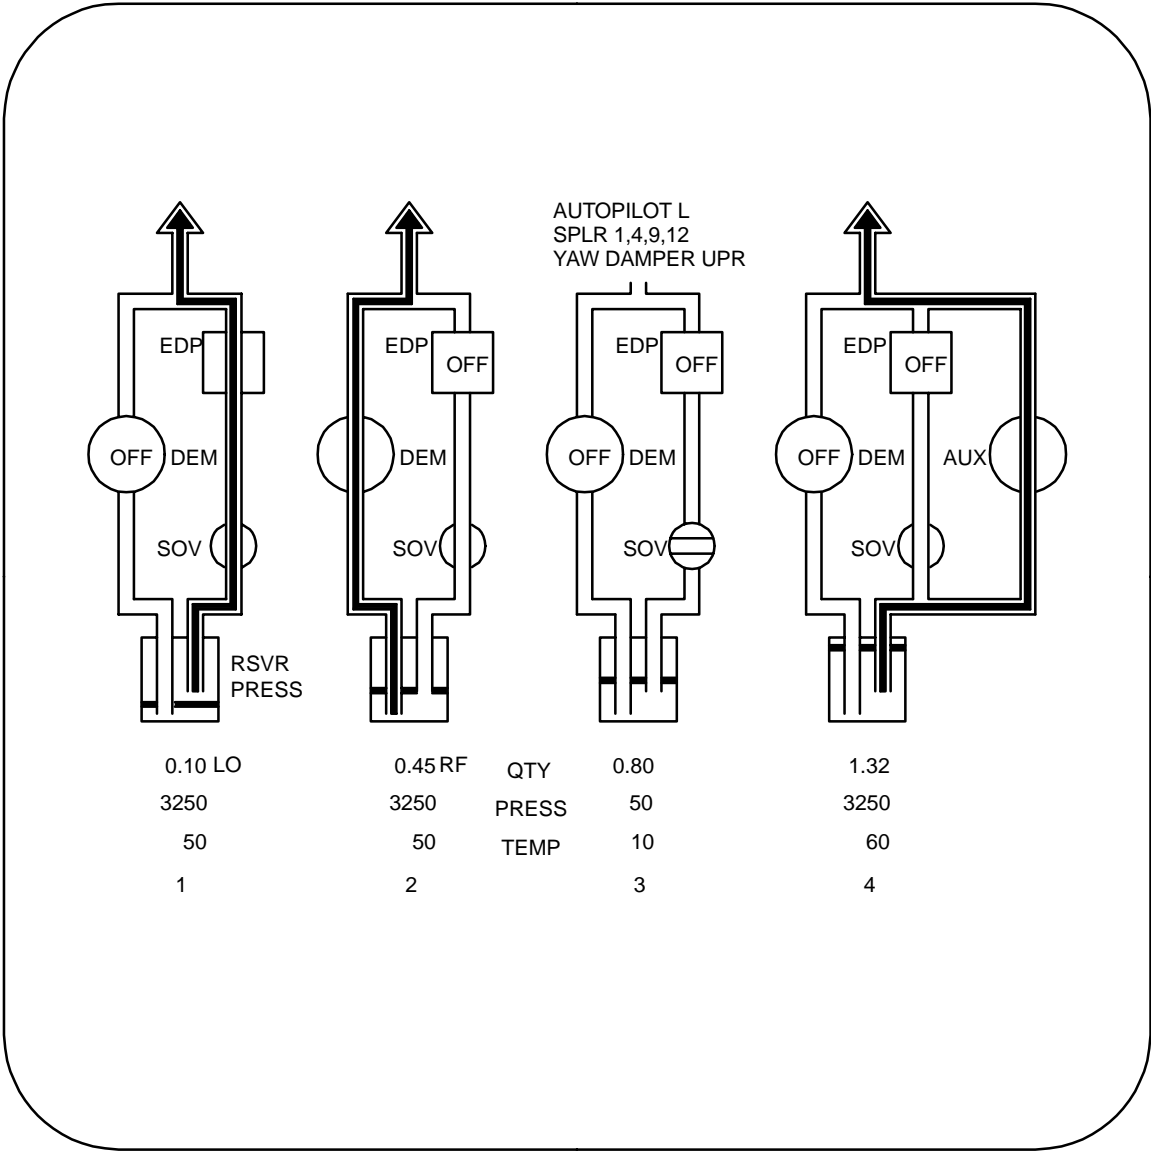 AUTOPILOT L
SPLR 1,4,9,12
YAW DAMPER UPR
EDP
EDP OFF
EDP OFF
EDP OFF
OFF DEM
DEM
OFF DEM
OFF DEM
AUX
SOV
SOV
SOV
SOV
RSVR
PRESS
0.10 LO 0.45 RF QTY 0.80 1.32
3250 3250 PRESS 50 3250
50 50 TEMP 10 60
1 2 3 4